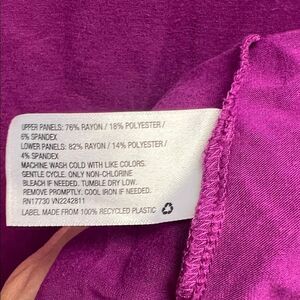 UPPER PANELS: 76% RAYON / 18% POLYESTER /
6% SPANDEX
LOWER PANELS: 82% RAYON / 14% POLYESTER /
4% SPANDEX
MACHINE WASH COLD WITH LIKE COLORS.
GENTLE CYCLE. ONLY NON-CHLORINE
BLEACH IF NEEDED. TUMBLE DRY LOW.
REMOVE PROMPTLY. COOL IRON IF NEEDED.
RN17730 VN2242811
LABEL MADE FROM 100% RECYCLED PLASTIC